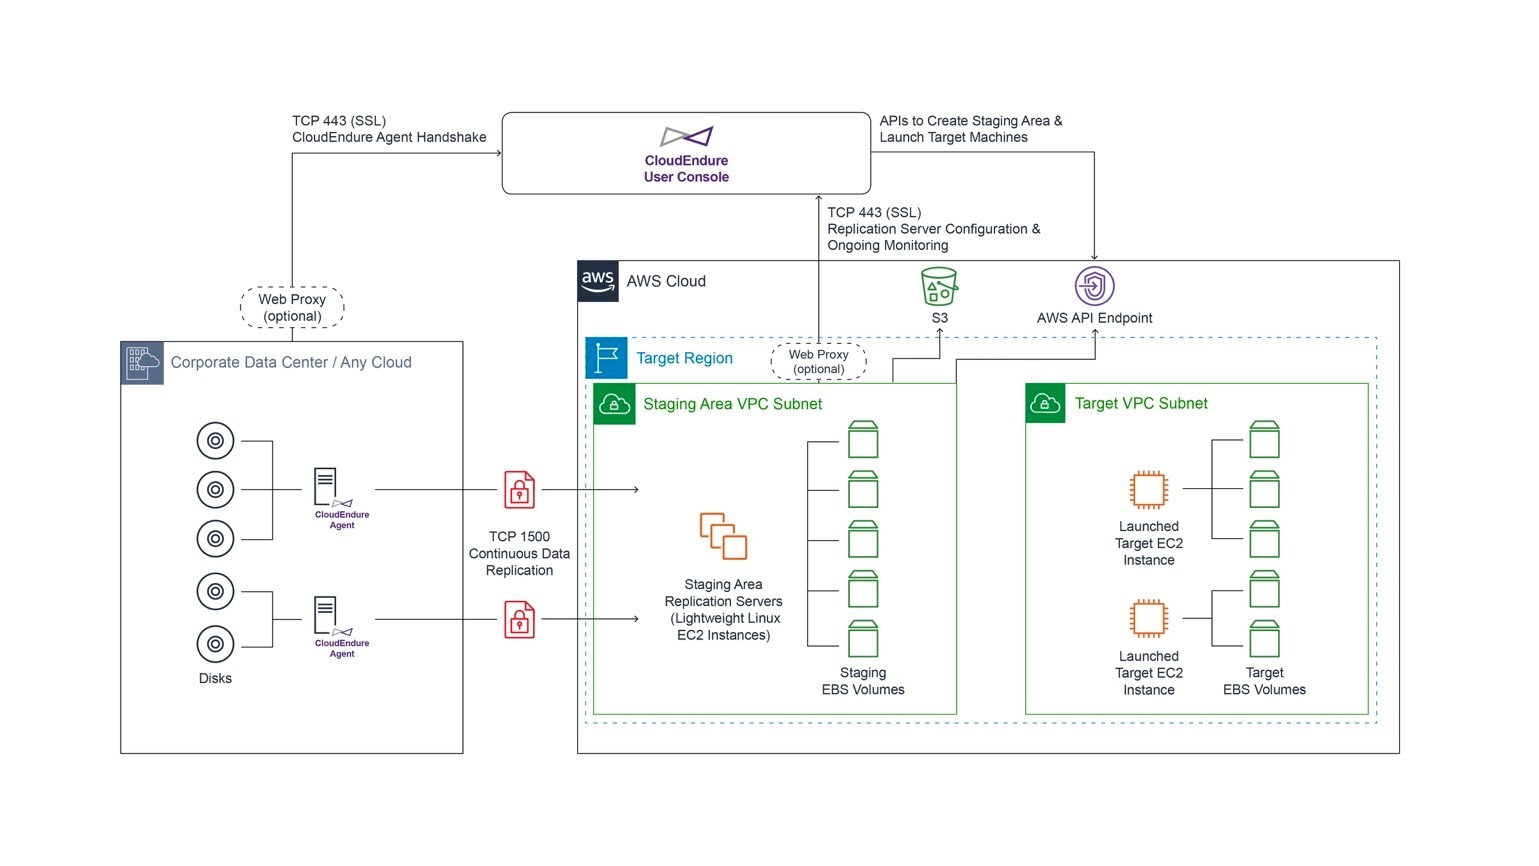 TCP 443 (SSL)
CloudEndure Agent Handshake
CloudEndure
User Console
APIs to Create Staging Area &
Launch Target Machines
TCP 443 (SSL)
Replication Server Configuration &
Ongoing Monitoring
Web Proxy
(optional)
aws
AWS Cloud
S3
AWS API Endpoint
Corporate Data Center / Any Cloud
Target Region
Web Proxy
(optional)
Staging Area VPC Subnet
Target VPC Subnet
CloudEndure
Agent
CloudEndure
Agent
Disks
TCP 1500
Continuous Data
Replication
Staging Area
Replication Servers
(Lightweight Linux
EC2 Instances)
Staging
EBS Volumes
Launched
Target EC2
Instance
Launched
Target EC2
Instance
Target
EBS Volumes